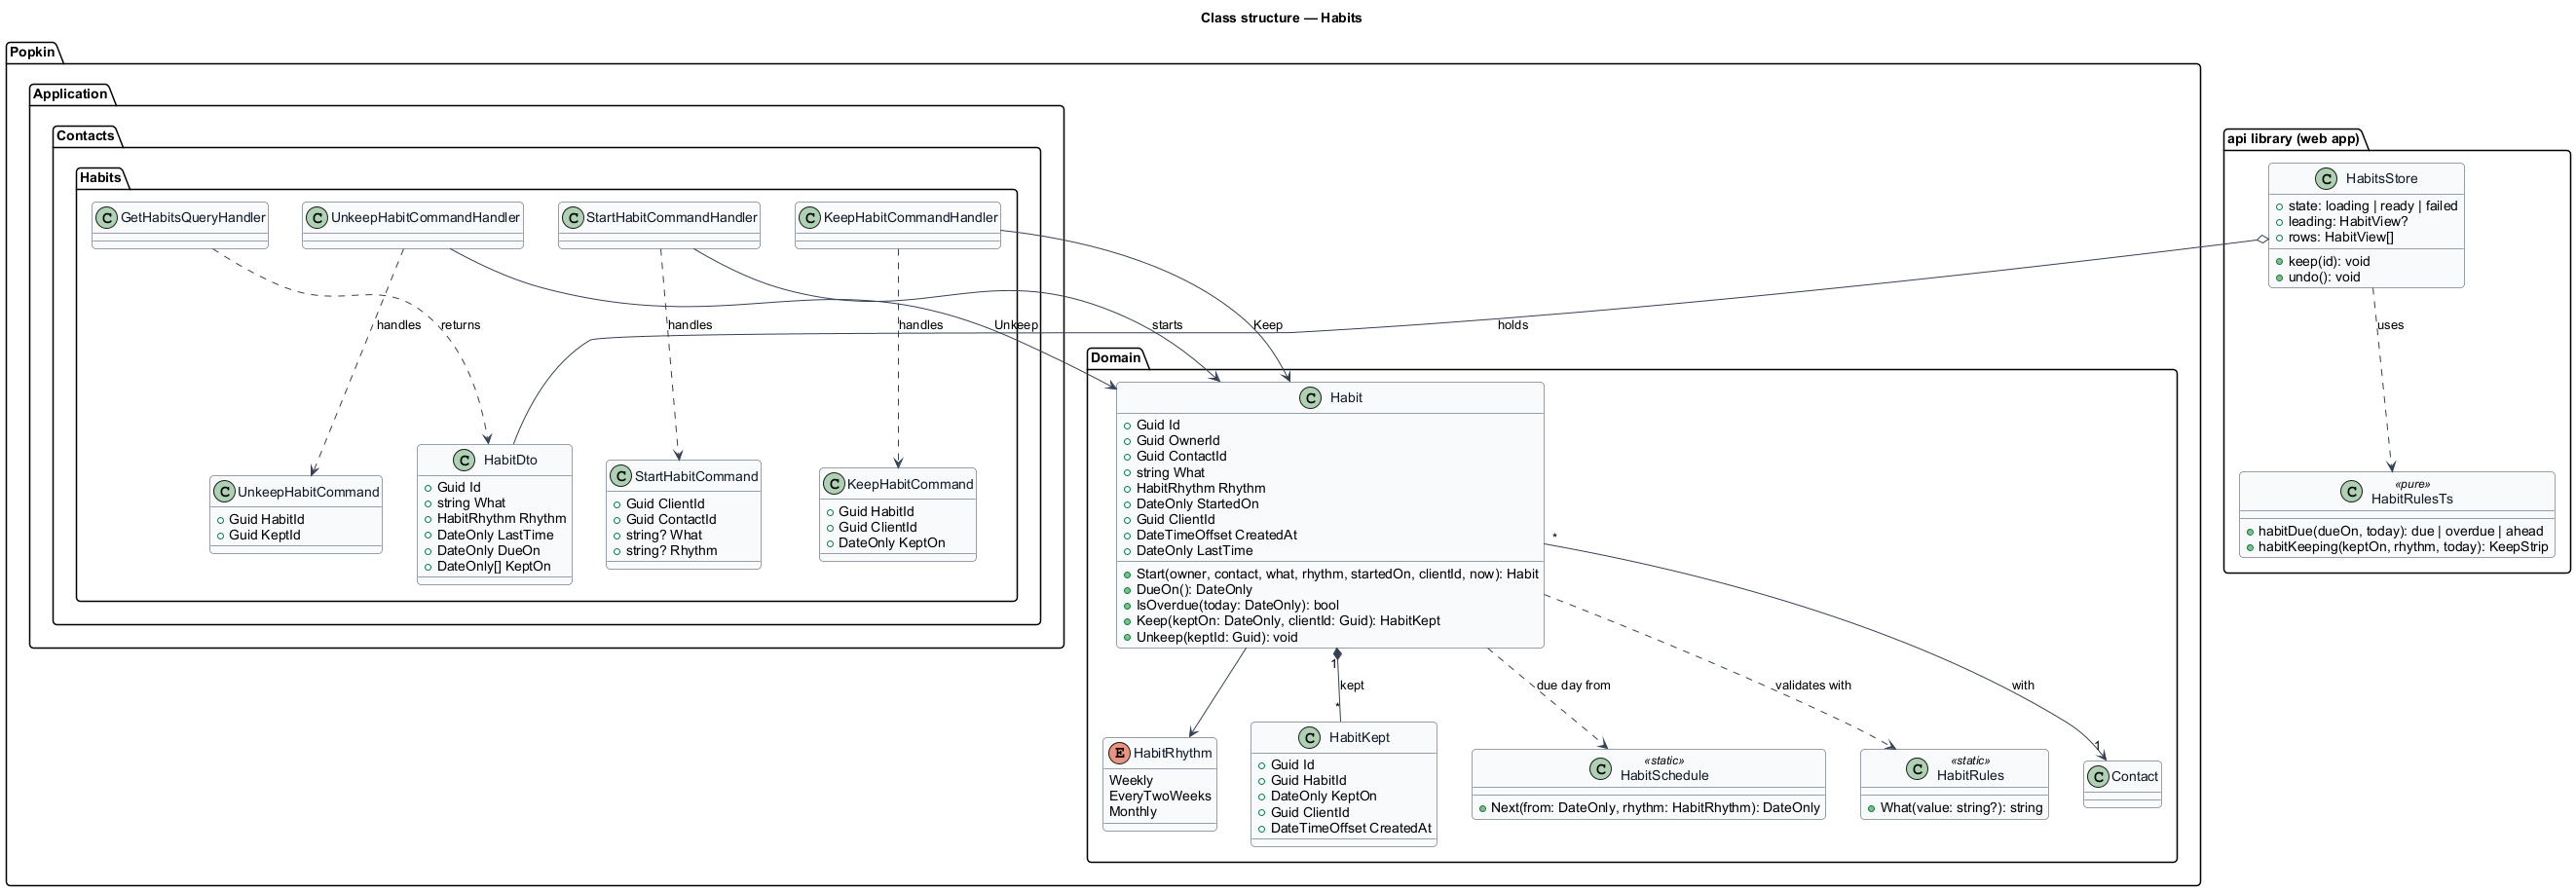 Class structure — Habits
Popkin
Application
Contacts
Habits
C GetHabitsQueryHandler
C UnkeepHabitCommandHandler
C StartHabitCommandHandler
C KeepHabitCommandHandler
handles
returns
handles
handles
Unkeep
starts
Keep
holds
C UnkeepHabitCommand
Guid HabitId
Guid KeptId
C HabitDto
Guid Id
string What
HabitRhythm Rhythm
DateOnly LastTime
DateOnly DueOn
DateOnly[] KeptOn
C StartHabitCommand
Guid ClientId
Guid ContactId
string? What
string? Rhythm
C KeepHabitCommand
Guid HabitId
Guid ClientId
DateOnly KeptOn
Domain
C Habit
Guid Id
Guid OwnerId
Guid ContactId
string What
HabitRhythm Rhythm
DateOnly StartedOn
Guid ClientId
DateTimeOffset CreatedAt
DateOnly LastTime
Start(owner, contact, what, rhythm, startedOn, clientId, now): Habit
DueOn(): DateOnly
IsOverdue(today: DateOnly): bool
Keep(keptOn: DateOnly, clientId: Guid): HabitKept
Unkeep(keptId: Guid): void
*
1
kept
*
due day from
validates with
with
1
E HabitRhythm
Weekly
EveryTwoWeeks
Monthly
C HabitKept
Guid Id
Guid HabitId
DateOnly KeptOn
Guid ClientId
DateTimeOffset CreatedAt
C «static»
HabitSchedule
Next(from: DateOnly, rhythm: HabitRhythm): DateOnly
C «static»
HabitRules
What(value: string?): string
C Contact
api library (web app)
C HabitsStore
state: loading | ready | failed
leading: HabitView?
rows: HabitView[]
keep(id): void
undo(): void
uses
C «pure»
HabitRulesTs
habitDue(dueOn, today): due | overdue | ahead
habitKeeping(keptOn, rhythm, today): KeepStrip